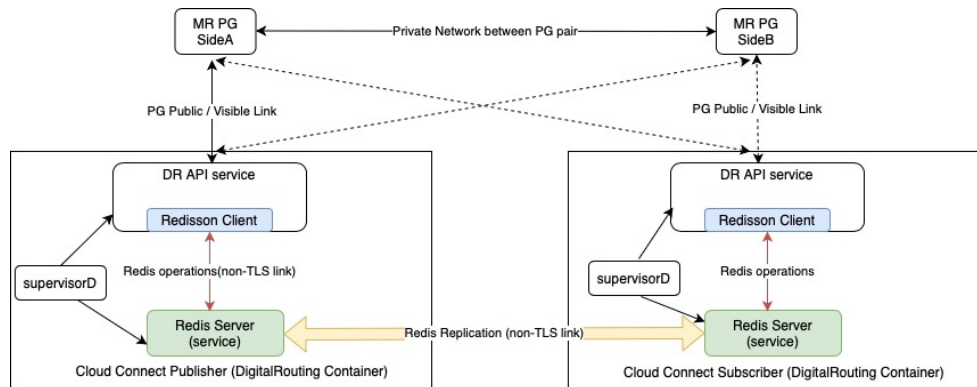 MR PG
SideA
Private Network between PG pair
MR PG
SideB
PG Public / Visible Link
PG Public / Visible Link
DR API service
DR API service
Redisson Client
Redisson Client
Redis operations(non-TLS link)
Redis operations
supervisorD
supervisorD
Redis Server
(service)
Redis Replication (non-TLS link)
Redis Server
(service)
Cloud Connect Publisher (DigitalRouting Container)
Cloud Connect Subscriber (DigitalRouting Container)